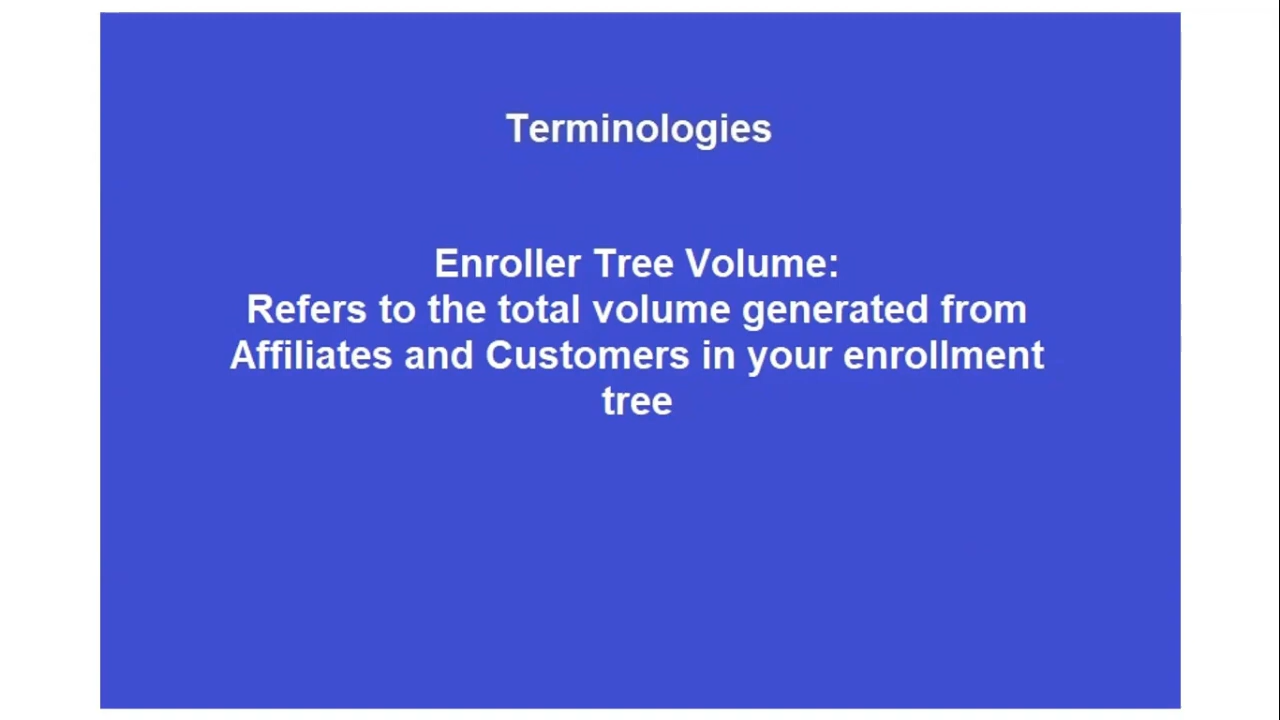 Terminologies
Enroller Tree Volume:
Refers to the total volume generated from
Affiliates and Customers in your enrollment
tree